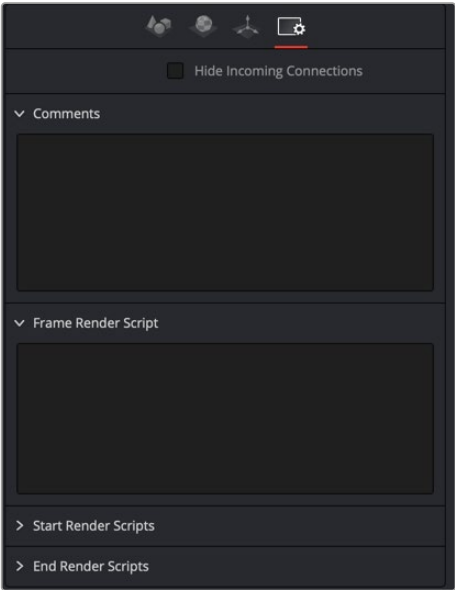 Hide Incoming Connections
Comments
Frame Render Script
Start Render Scripts
End Render Scripts